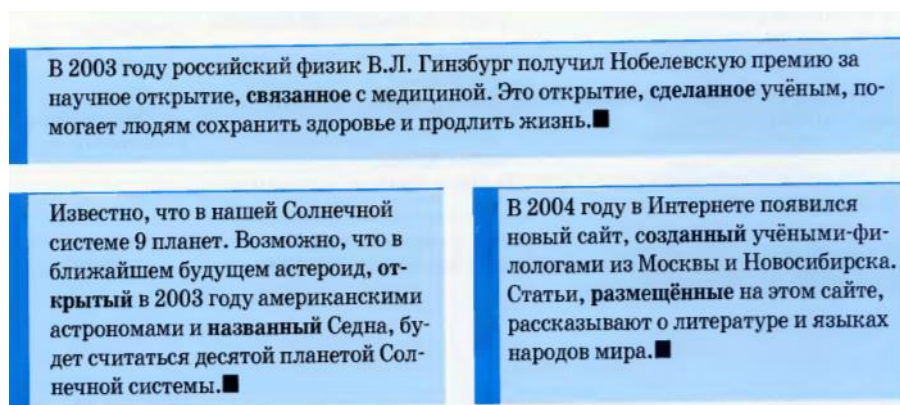 В 2003 году российский физик В.Л. Гинзбург получил Нобелевскую премию за
научное открытие, связанное с медициной. Это открытие, сделанное учёным, по-
могает людям сохранить здоровье и продлить жизнь.■
Известно, что в нашей Солнечной
системе 9 планет. Возможно, что в
ближайшем будущем астероид, от-
крытый в 2003 году американскими
астрономами и названный Седна, бу-
дет считаться десятой планетой Сол-
нечной системы.■
В 2004 году в Интернете появился
новый сайт, созданный учёными-фи-
лологами из Москвы и Новосибирска.
Статьи, размещённые на этом сайте,
рассказывают о литературе и языках
народов мира.■